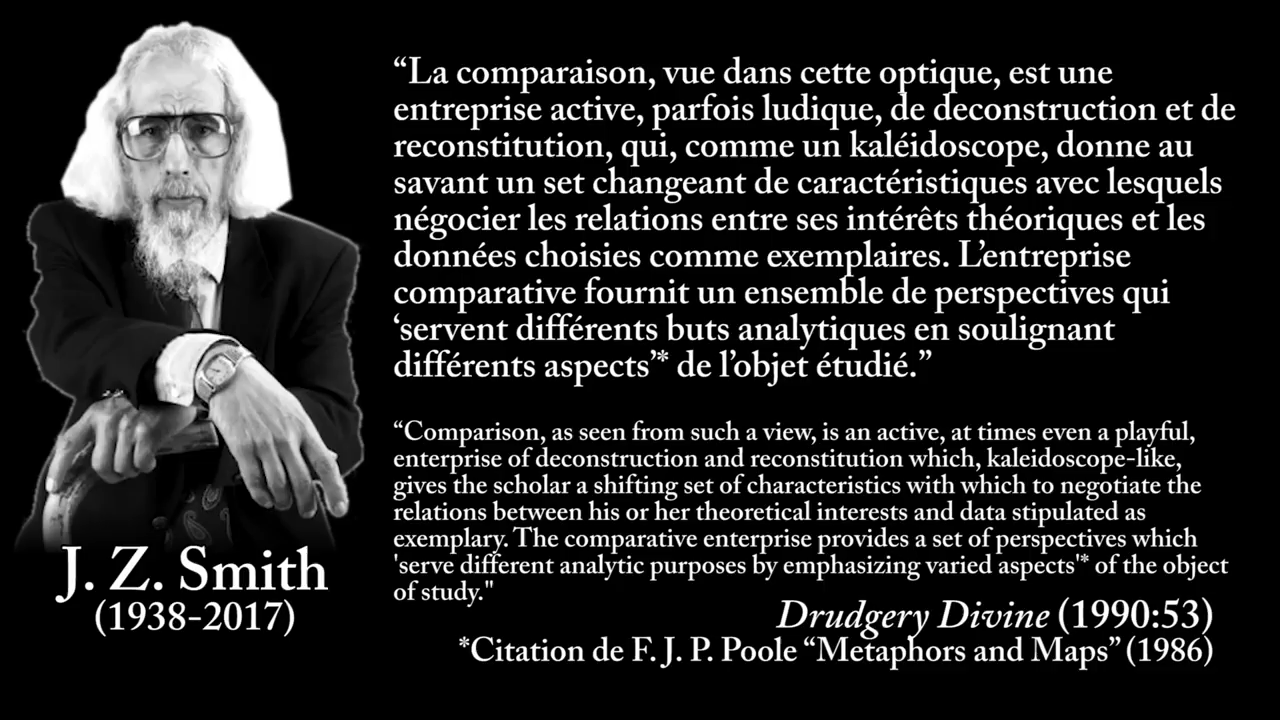 “La comparaison, vue dans cette optique, est une
entreprise active, parfois ludique, de deconstruction et de
reconstitution, qui, comme un kaléidoscope, donne au
savant un set changeant de caractéristiques avec lesquels
négocier les relations entre ses intérêts théoriques et les
données choisies comme exemplaires. L’entreprise
comparative fournit un ensemble de perspectives qui
‘servent différents buts analytiques en soulignant
différents aspects’* de l’objet étudié.”
“Comparison, as seen from such a view, is an active, at times even a playful,
enterprise of deconstruction and reconstitution which, kaleidoscope-like,
gives the scholar a shifting set of characteristics with which to negotiate the
relations between his or her theoretical interests and data stipulated as
exemplary. The comparative enterprise provides a set of perspectives which
'serve different analytic purposes by emphasizing varied aspects'* of the object
of study."
J. Z. Smith
(1938-2017)
Drudgery Divine (1990:53)
*Citation de F. J. P. Poole “Metaphors and Maps” (1986)